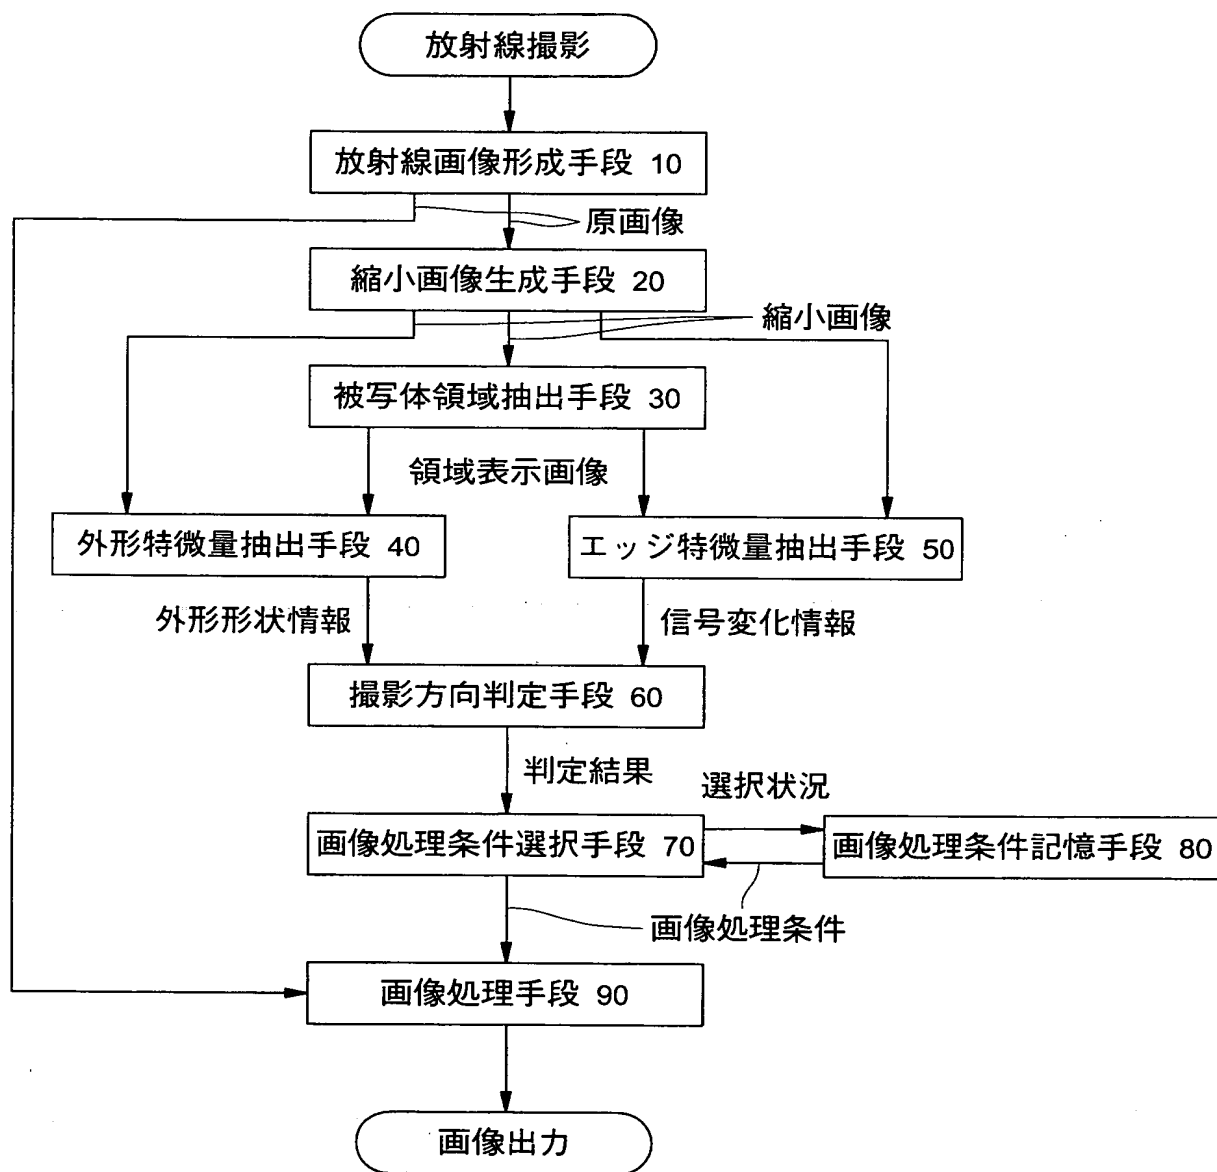 放射線撮影
放射線画像形成手段 10
原画像
縮小画像生成手段 20
縮小画像
被写体領域抽出手段 30
領域表示画像
外形特微量抽出手段 40
エッジ特微量抽出手段 50
外形形状情報
信号変化情報
撮影方向判定手段 60
判定結果
選択状況
画像処理条件選択手段 70
画像処理条件記憶手段 80
画像処理条件
画像処理手段 90
画像出力